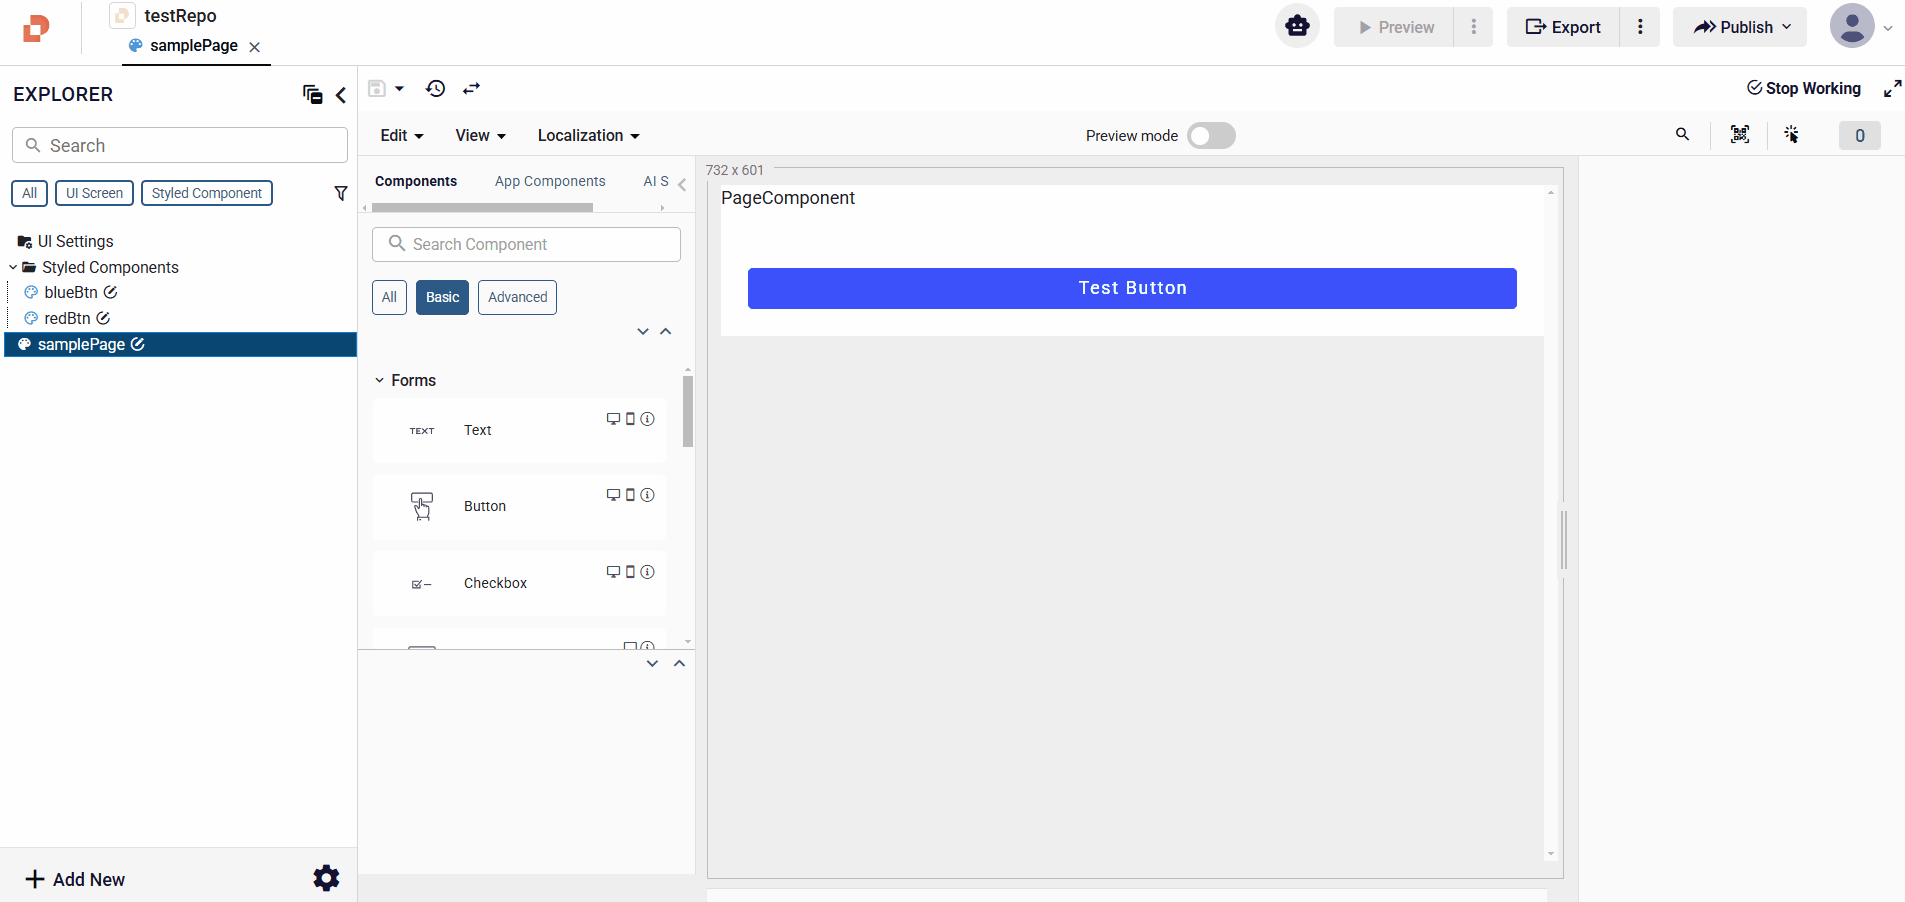 testRepo
samplePage
Preview
Export
Publish
EXPLORER
Stop Working
Search
Edit
View
Localization
Preview mode
0
All
UI Screen
Styled Component
Components
App Components
AI S
732 x 601
PageComponent
UI Settings
Styled Components
blueBtn
redBtn
samplePage
Search Component
All
Basic
Advanced
Test Button
Forms
TEXT
Text
Button
Checkbox
Add New